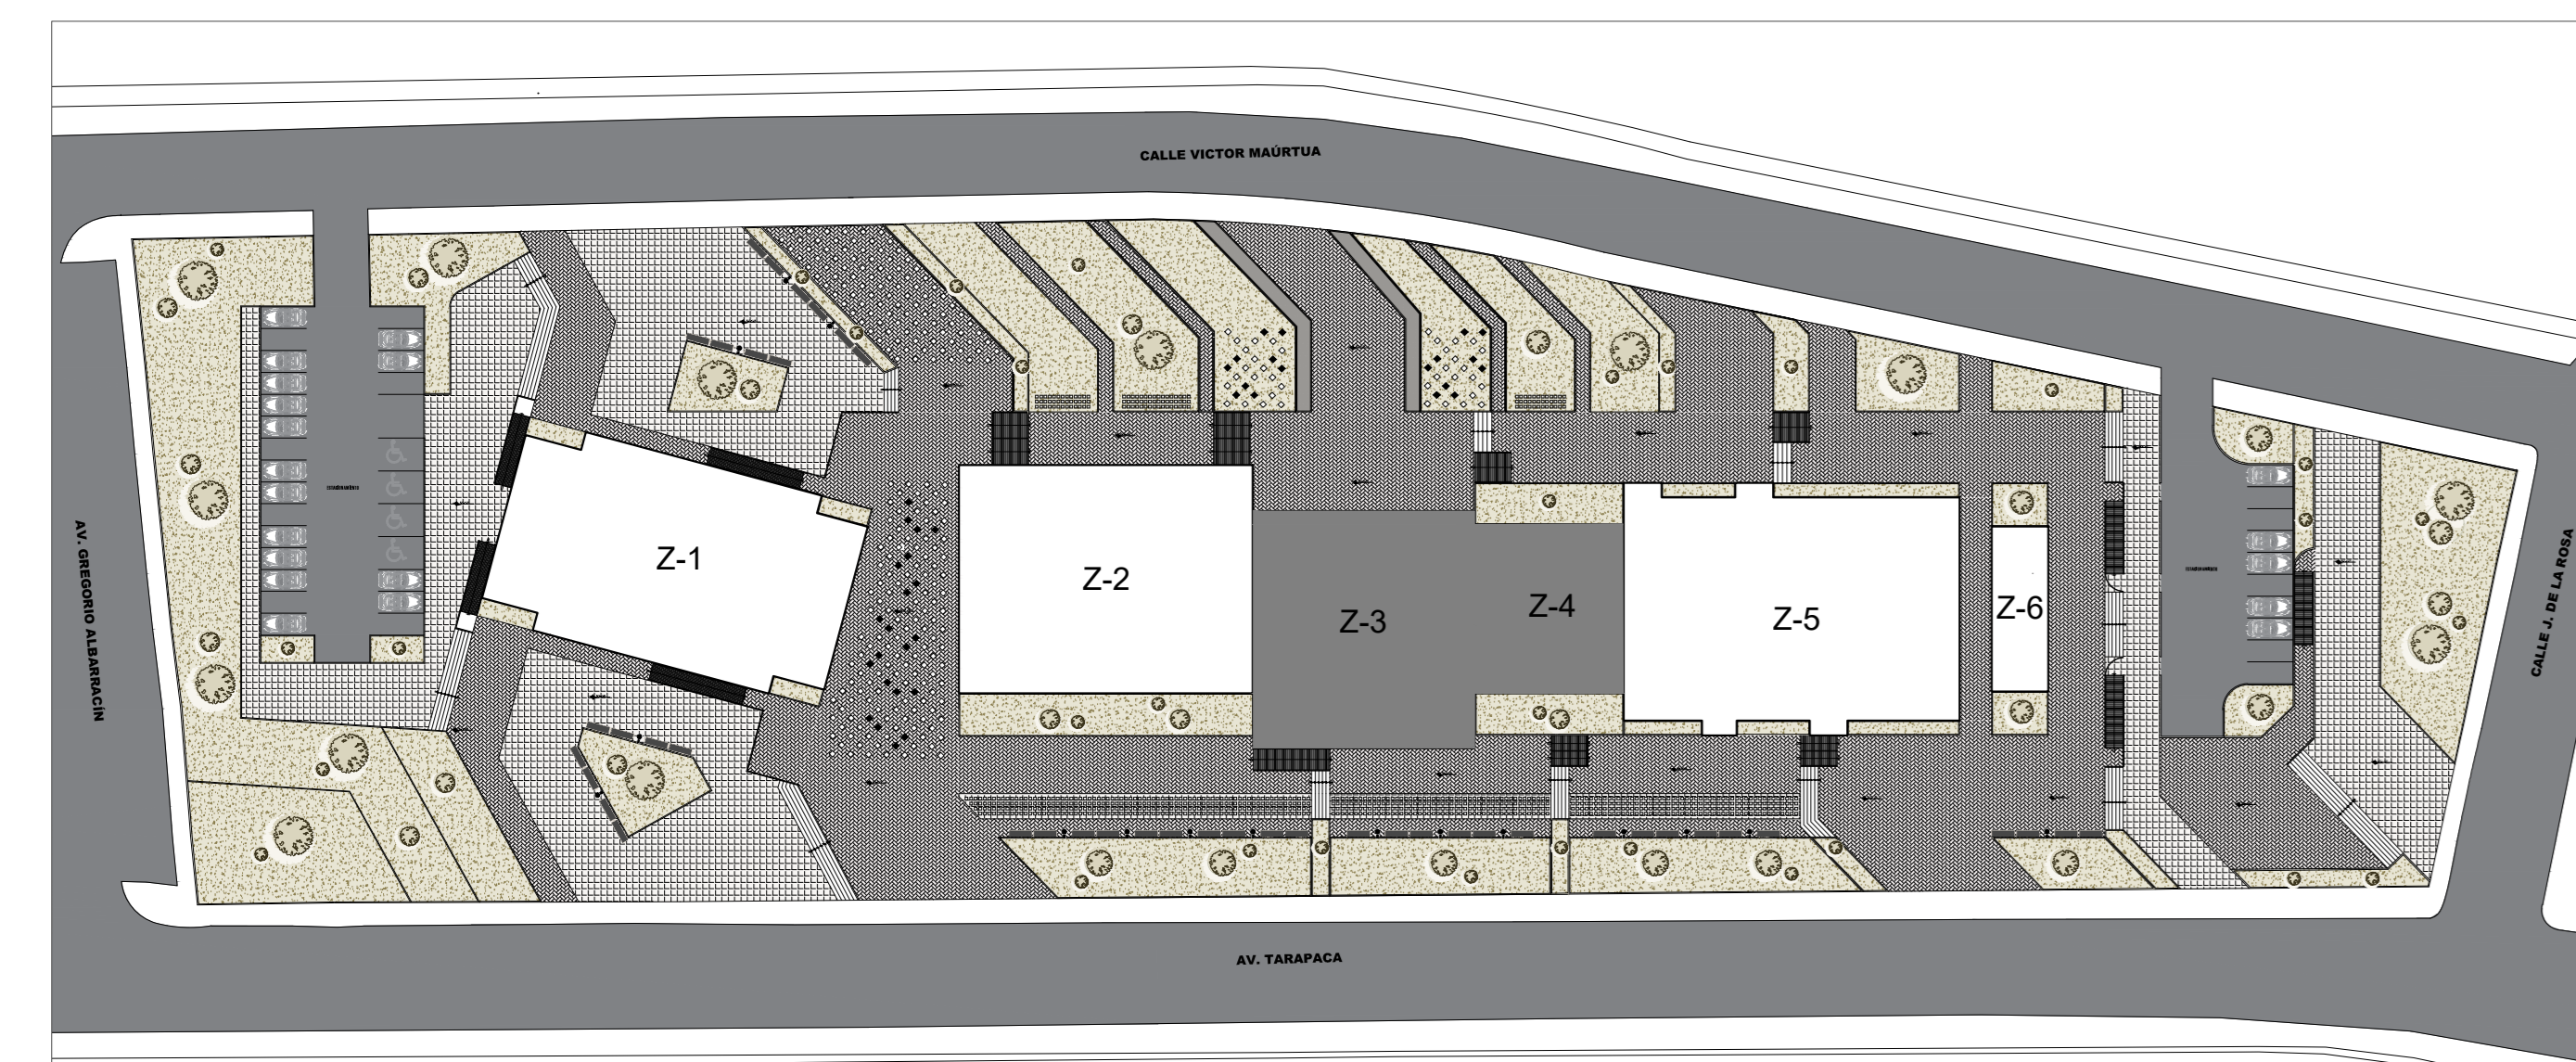 CALLE VICTOR MAÚRTUA
AV. GREGORIO ALBARRACÍN
Z-1
Z-2
Z-3
Z-4
Z-5
Z-6
CALLE J. DE LA ROSA
AV. TARAPACA